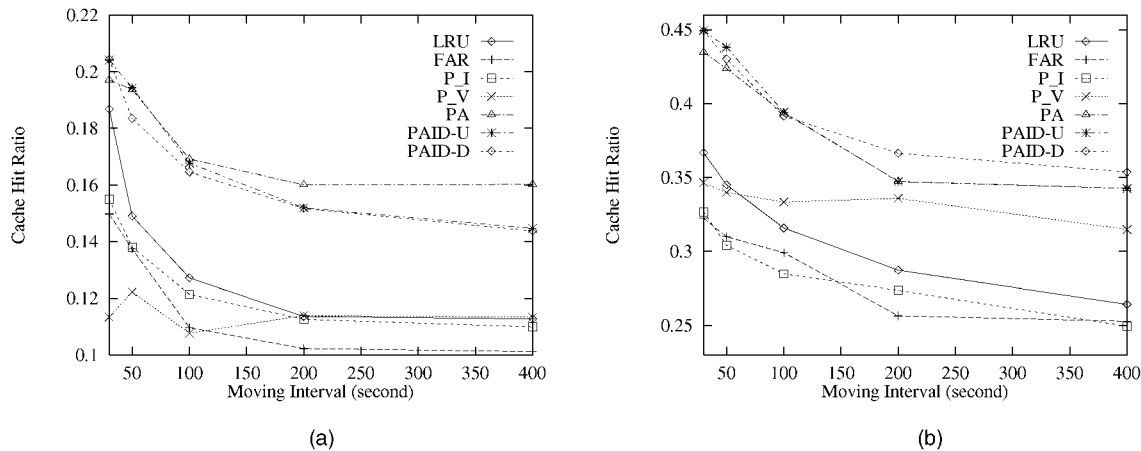 0.22
0.2
0.18
0.16
0.14
0.12
0.1
Cache Hit Ratio
LRU
FAR
P_I
P_V
PA
PAID-U
PAID-D
50 100 150 200 250 300 350 400
Moving Interval (second)
(a)
0.45
0.4
0.35
0.3
0.25
Cache Hit Ratio
LRU
FAR
P_I
P_V
PA
PAID-U
PAID-D
50 100 150 200 250 300 350 400
Moving Interval (second)
(b)